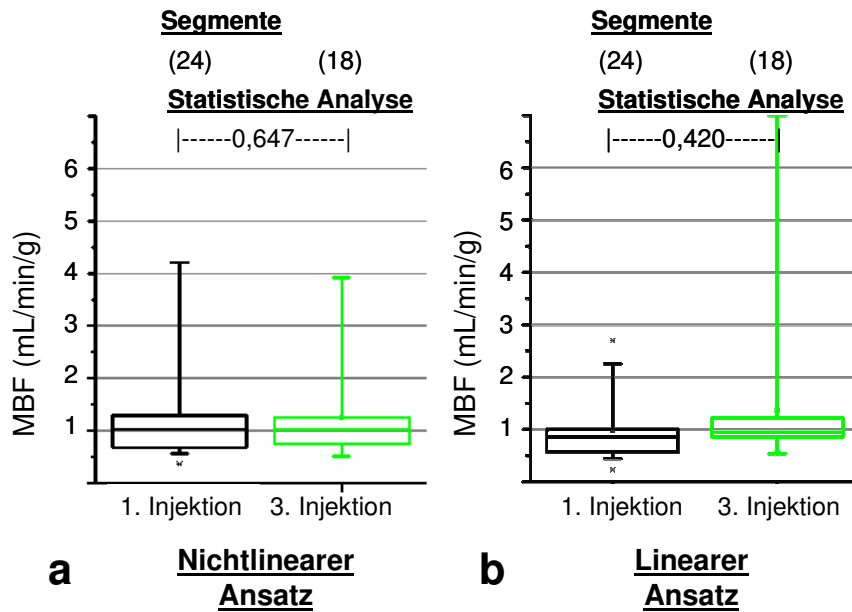 Segmente
(24) (18)
Statistische Analyse
|------0,647------|
6
5
4
3
2
1
MBF (mL/min/g)
1. Injektion 3. Injektion
a
Nichtlinearer
Ansatz
Segmente
(24) (18)
Statistische Analyse
|------0,420------|
6
5
4
3
2
1
MBF (mL/min/g)
1. Injektion 3. Injektion
b
Linearer
Ansatz